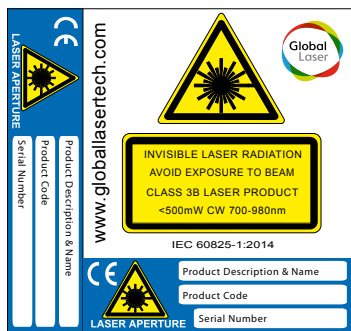 CE
LASER APERTURE
Product Description & Name
Product Code
Serial Number
www.globallasertech.com
Global
Laser
INVISIBLE LASER RADIATION
AVOID EXPOSURE TO BEAM
CLASS 3B LASER PRODUCT
<500mW CW 700-980nm
IEC 60825-1:2014
CE
LASER APERTURE
Product Description & Name
Product Code
Serial Number